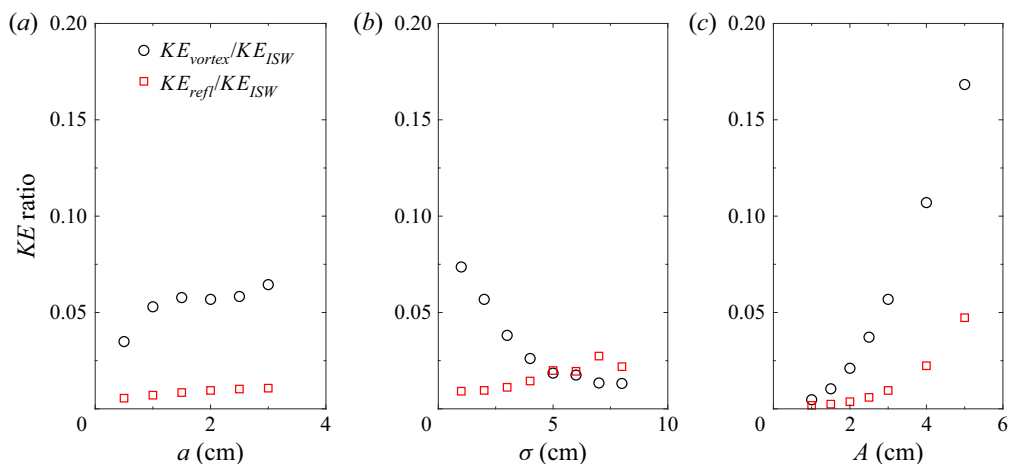 (a)
0.20
KE_vortex/KE_ISW
KE_refl/KE_ISW
0.15
0.10
0.05
0
2
4
a (cm)
KE ratio
(b)
0.20
0.15
0.10
0.05
0
5
10
σ (cm)
(c)
0.20
0.15
0.10
0.05
0
2
4
6
A (cm)